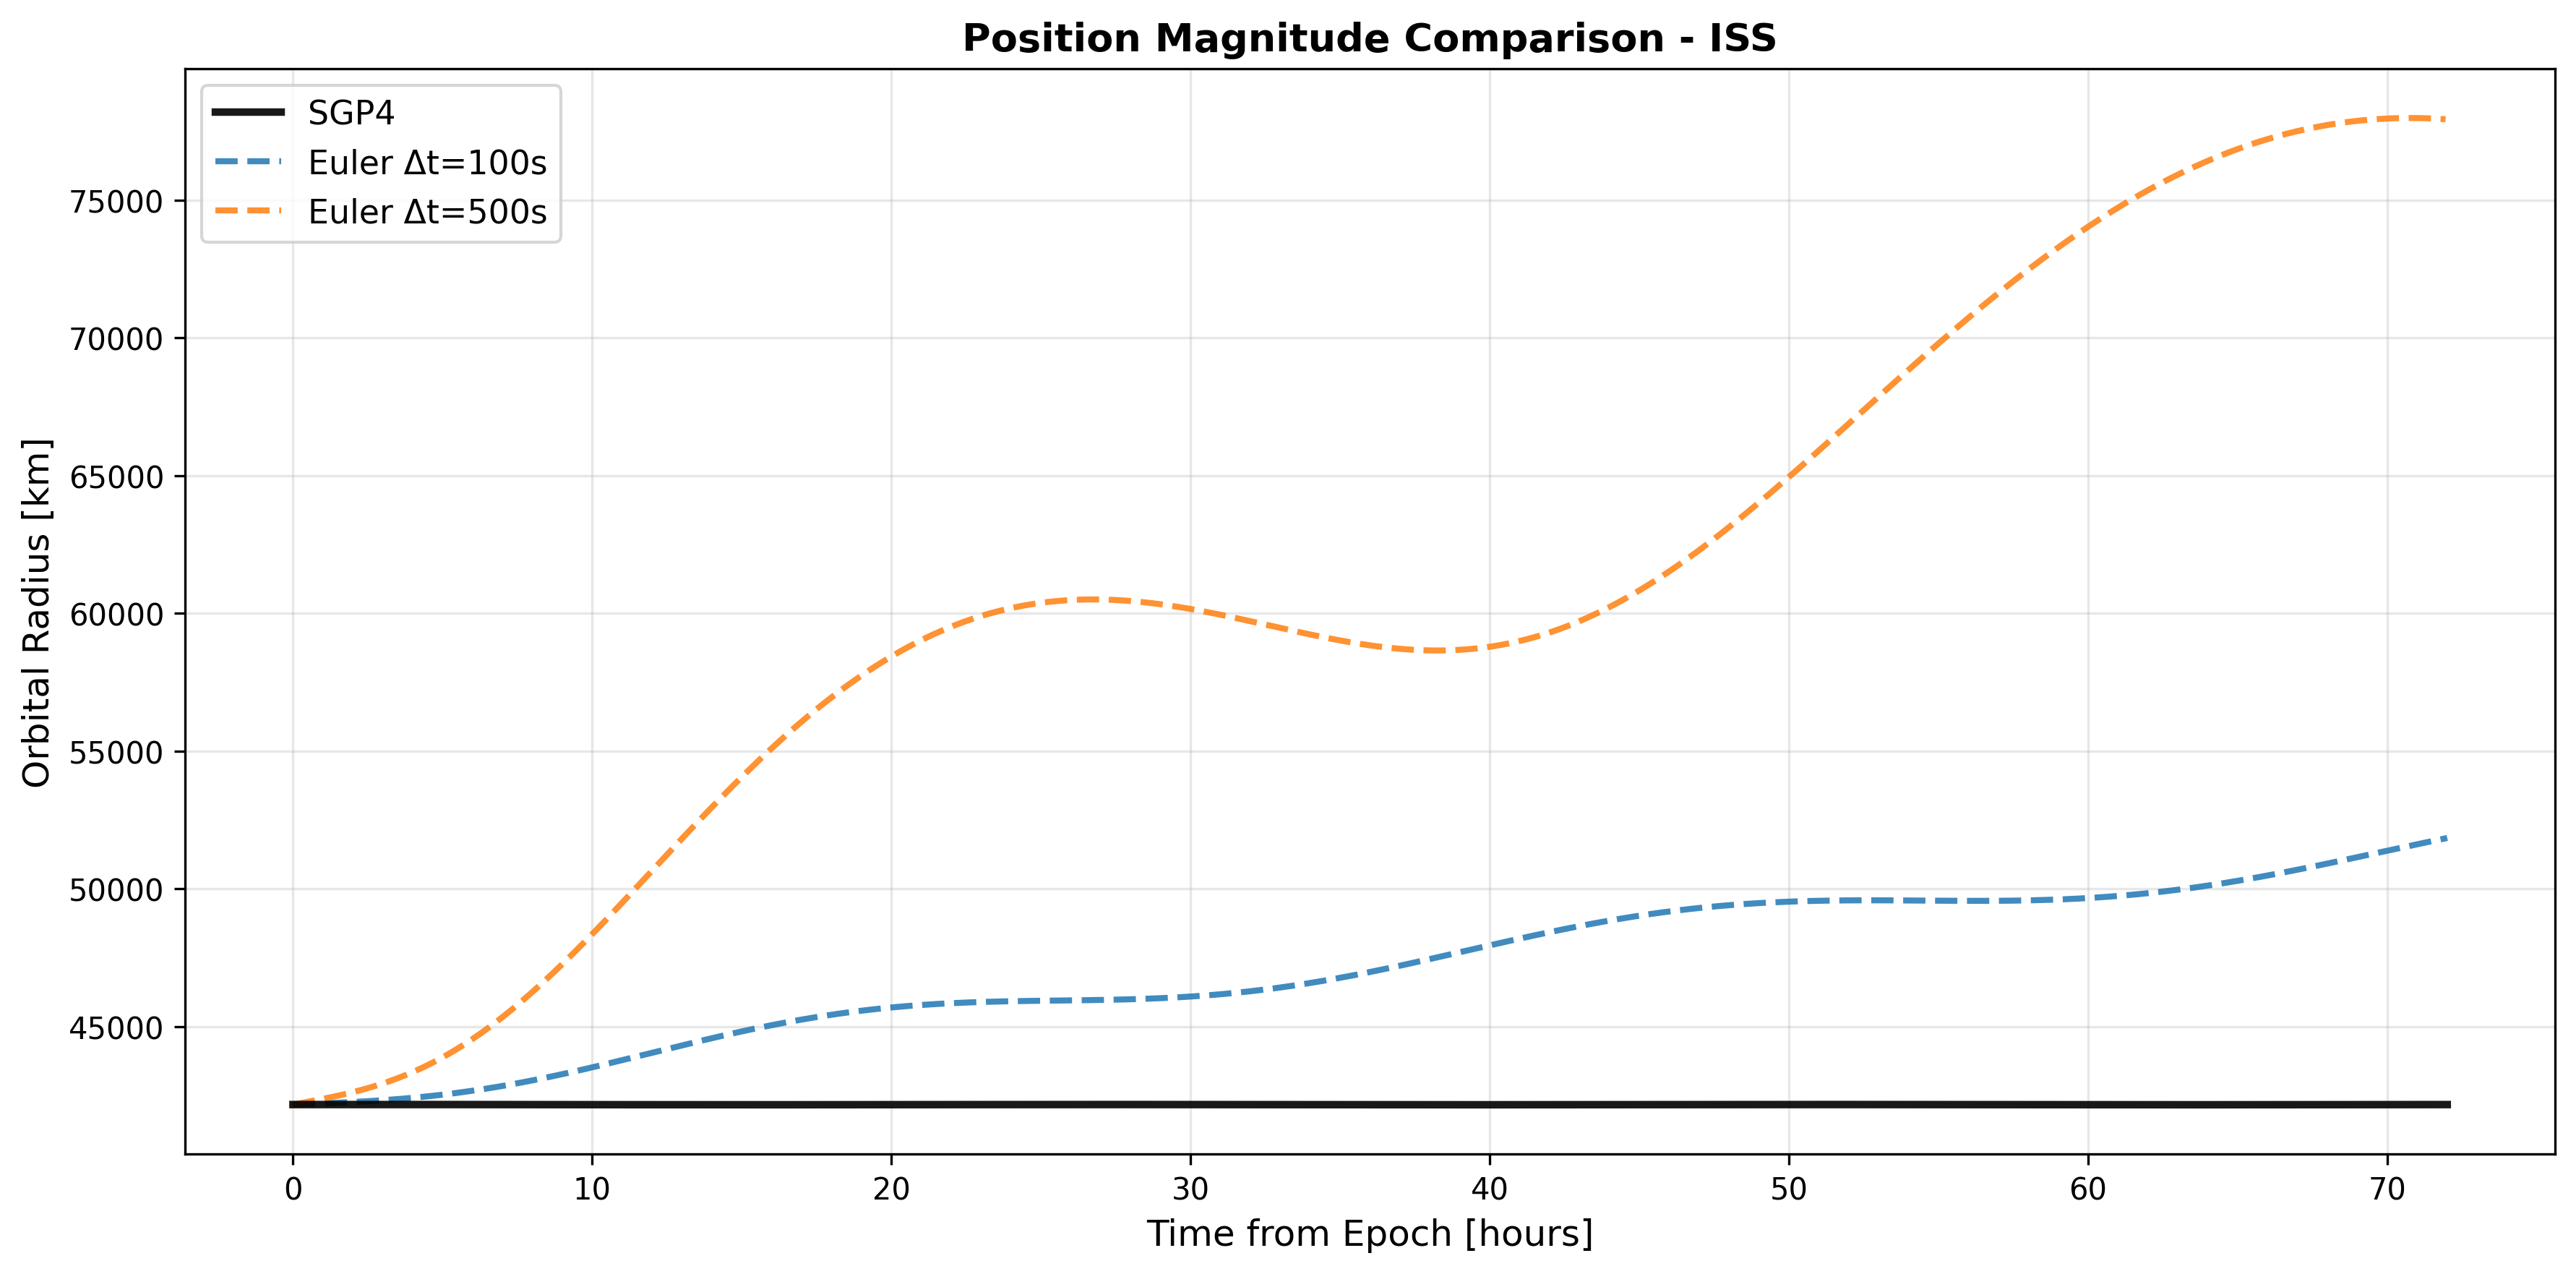 Position Magnitude Comparison - ISS
SGP4
Euler Δt=100s
Euler Δt=500s
75000
70000
65000
60000
55000
50000
45000
Orbital Radius [km]
0 10 20 30 40 50 60 70
Time from Epoch [hours]